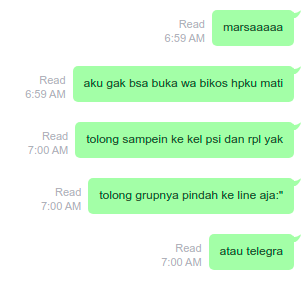 Read
6:59 AM
marsaaaaa
Read
6:59 AM
aku gak bsa buka wa bikos hpku mati
Read
7:00 AM
tolong sampein ke kel psi dan rpl yak
Read
7:00 AM
tolong grupnya pindah ke line aja:"
Read
7:00 AM
atau telegra